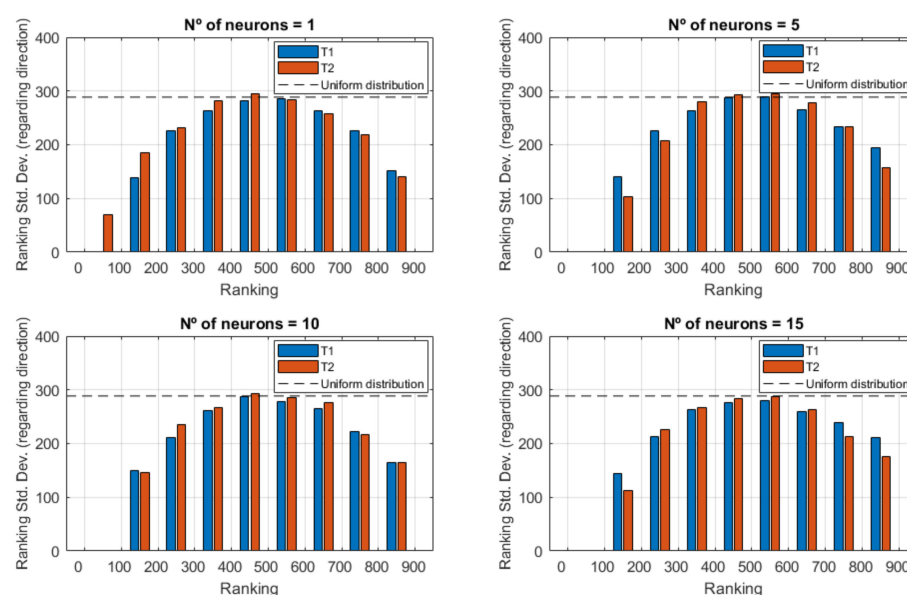 Nº of neurons = 1
400
300
200
100
0
Ranking Std. Dev. (regarding direction)
T1
T2
Uniform distribution
0 100 200 300 400 500 600 700 800 900
Ranking
Nº of neurons = 5
400
300
200
100
0
Ranking Std. Dev. (regarding direction)
T1
T2
Uniform distribution
0 100 200 300 400 500 600 700 800 900
Ranking
Nº of neurons = 10
400
300
200
100
0
Ranking Std. Dev. (regarding direction)
T1
T2
Uniform distribution
0 100 200 300 400 500 600 700 800 900
Ranking
Nº of neurons = 15
400
300
200
100
0
Ranking Std. Dev. (regarding direction)
T1
T2
Uniform distribution
0 100 200 300 400 500 600 700 800 900
Ranking